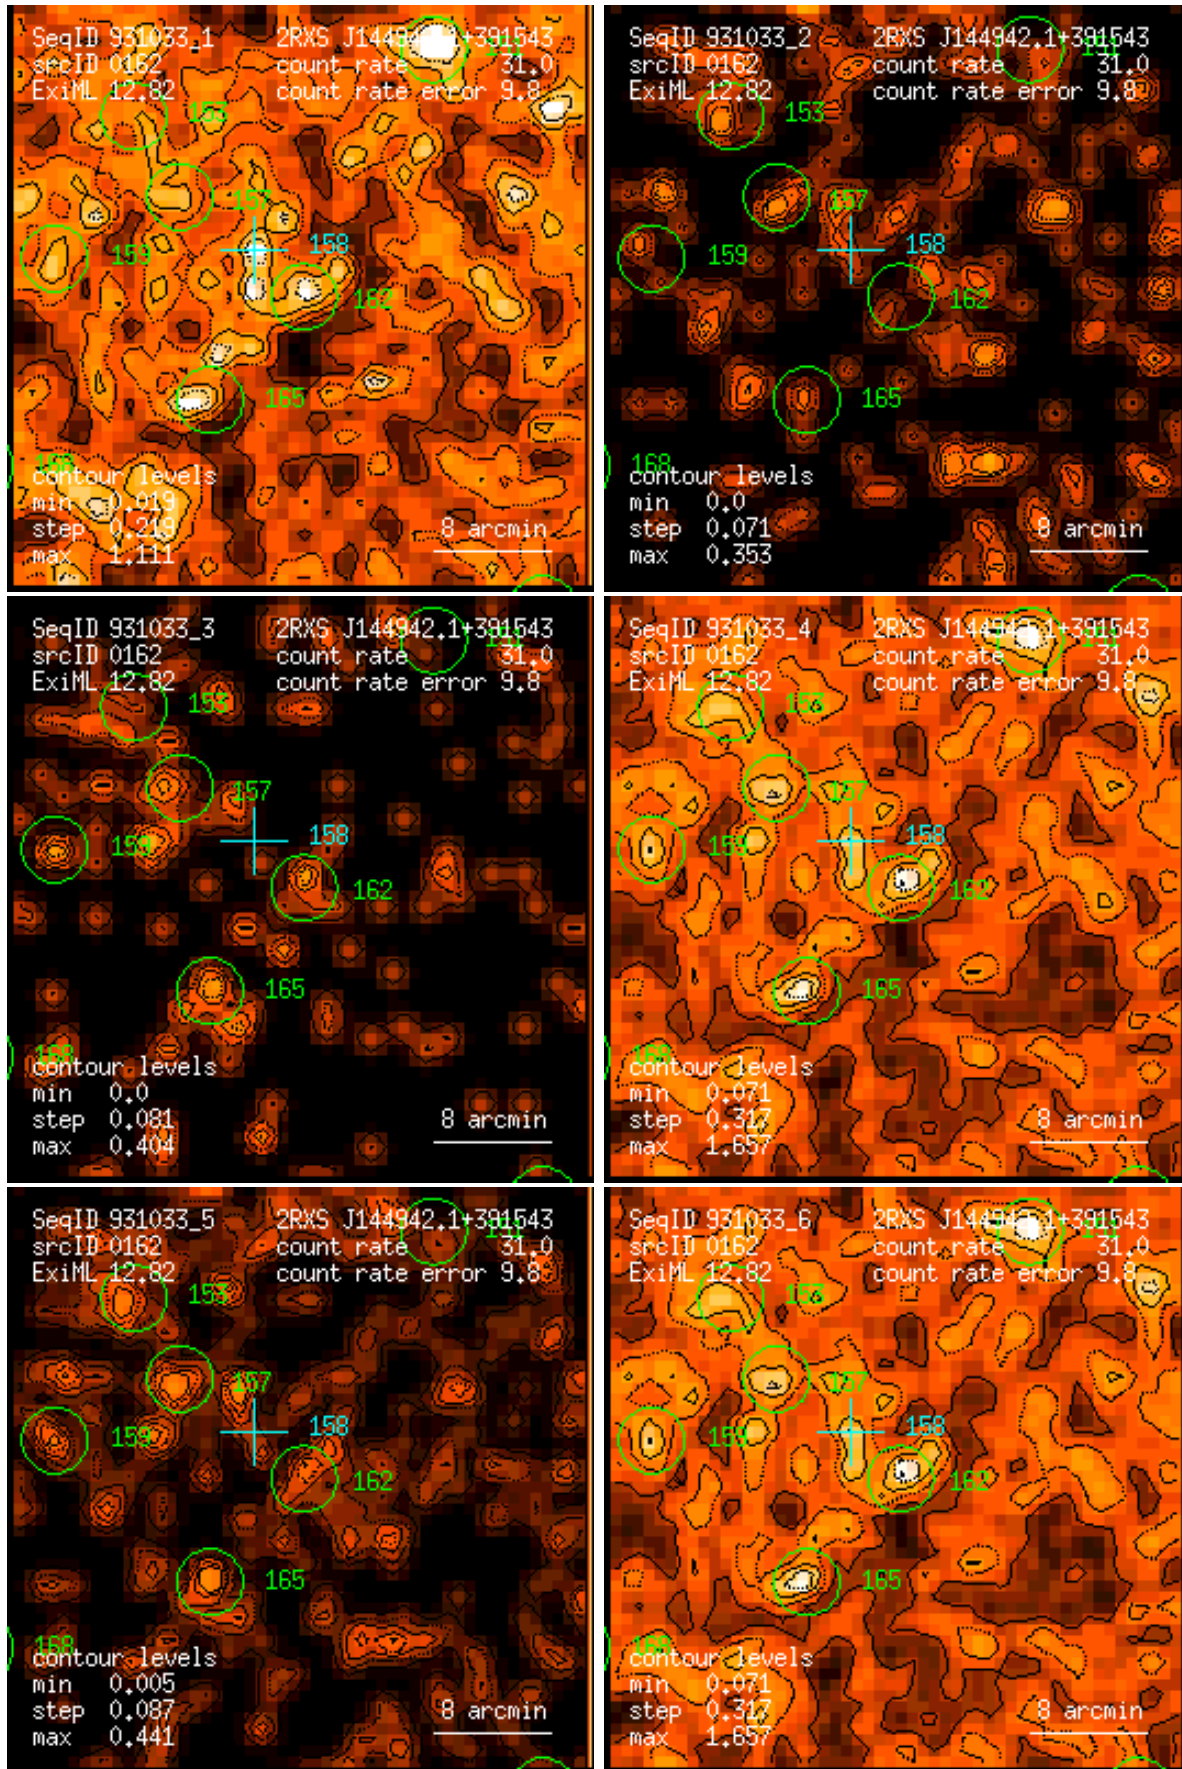 SeqID 931033_1 2RXS J144942.1+391543
srcID 0162 count rate 31.0
ExiML 12.82 count rate error 9.8
153
157
158
159
162
165
168
contour levels
min 0.019
step 0.219
max 1.111
8 arcmin
SeqID 931033_2 2RXS J144942.1+391543
srcID 0162 count rate 31.0
ExiML 12.82 count rate error 9.8
153
157
158
159
162
165
168
contour levels
min 0.0
step 0.071
max 0.353
8 arcmin
SeqID 931033_3 2RXS J144942.1+391543
srcID 0162 count rate 31.0
ExiML 12.82 count rate error 9.8
153
157
158
159
162
165
168
contour levels
min 0.0
step 0.081
max 0.404
8 arcmin
SeqID 931033_4 2RXS J144942.1+391543
srcID 0162 count rate 31.0
ExiML 12.82 count rate error 9.8
153
157
158
159
162
165
168
contour levels
min 0.071
step 0.317
max 1.657
8 arcmin
SeqID 931033_5 2RXS J144942.1+391543
srcID 0162 count rate 31.0
ExiML 12.82 count rate error 9.8
153
157
158
159
162
165
168
contour levels
min 0.005
step 0.087
max 0.441
8 arcmin
SeqID 931033_6 2RXS J144942.1+391543
srcID 0162 count rate 31.0
ExiML 12.82 count rate error 9.8
153
157
158
159
162
165
168
contour levels
min 0.071
step 0.317
max 1.657
8 arcmin